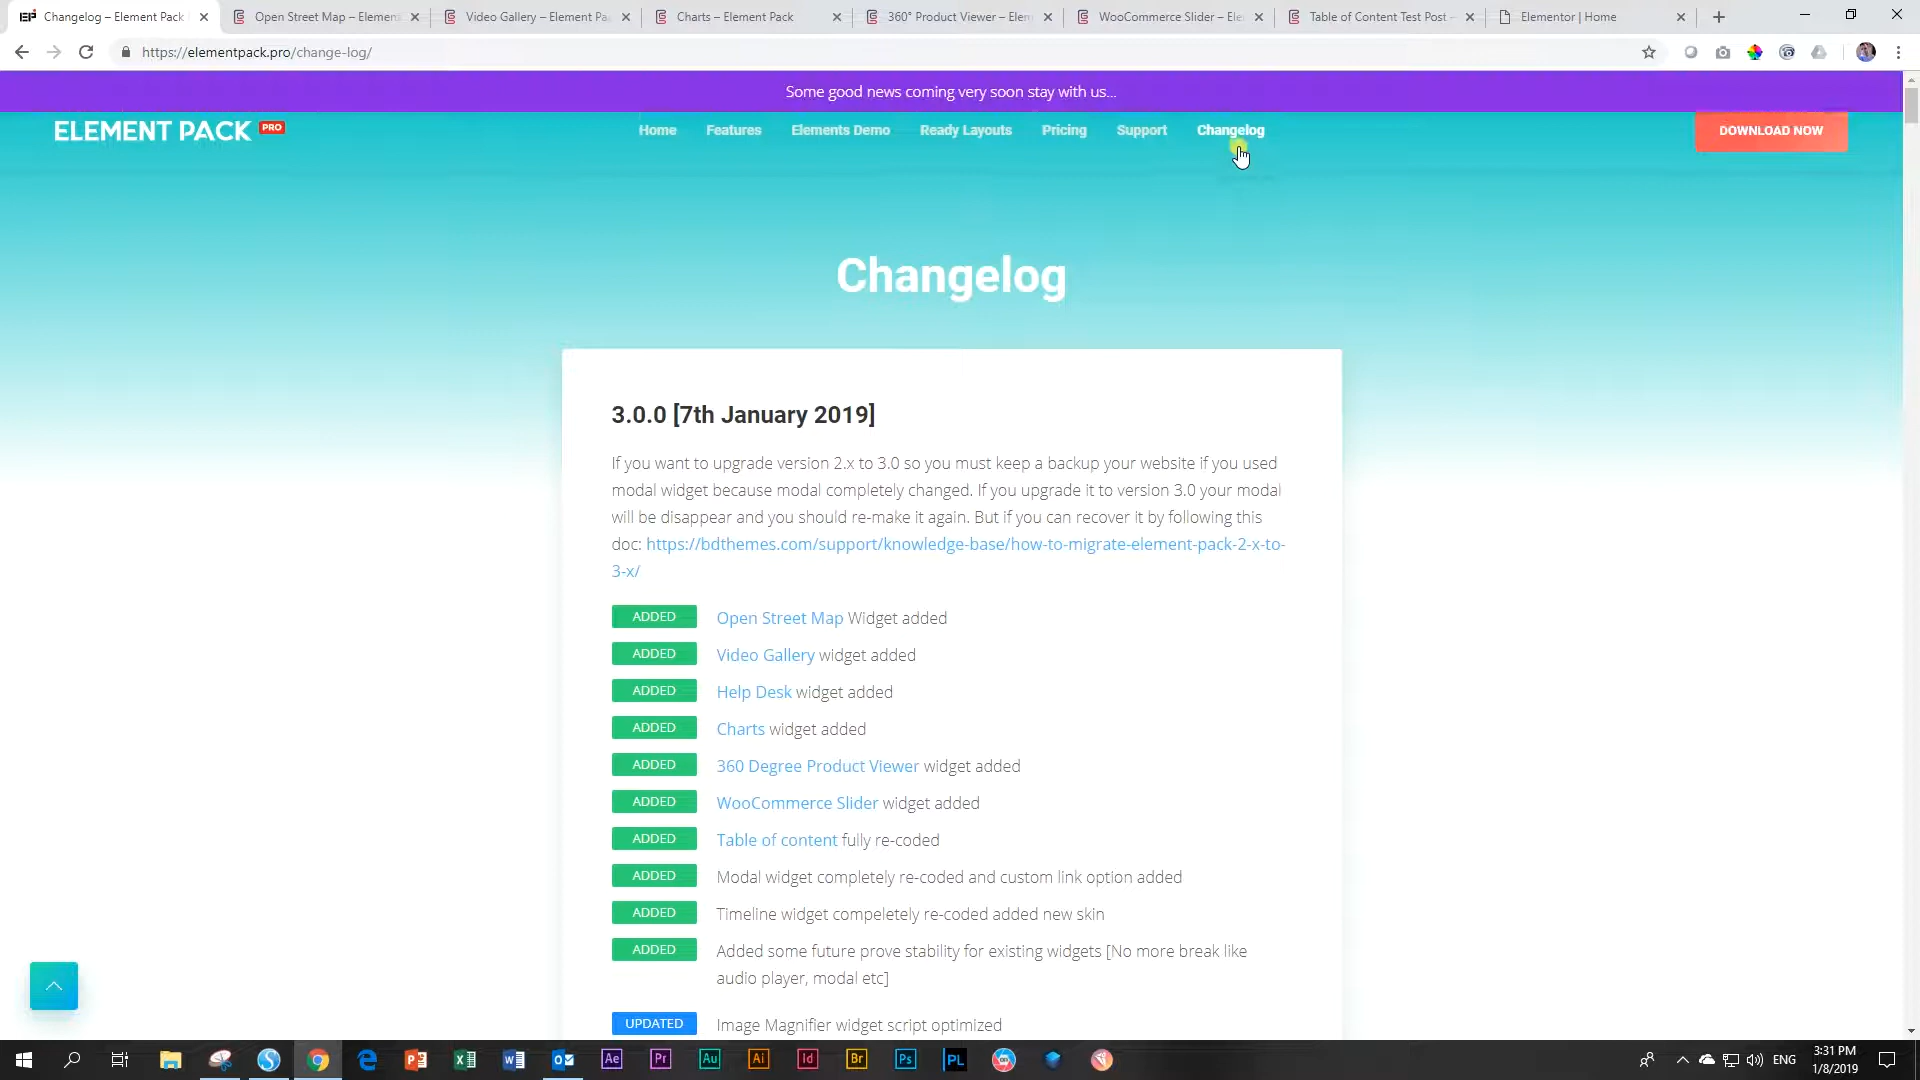 Changelog – Element Pack
Open Street Map – Elemen
Video Gallery – Element Pa
Charts – Element Pack
360° Product Viewer – Elem
WooCommerce Slider – Ele
Table of Content Test Post –
Elementor | Home
https://elementpack.pro/change-log/
Some good news coming very soon stay with us...
ELEMENT PACK PRO
Home
Features
Elements Demo
Ready Layouts
Pricing
Support
Changelog
DOWNLOAD NOW
Changelog
3.0.0 [7th January 2019]
If you want to upgrade version 2.x to 3.0 so you must keep a backup your website if you used
modal widget because modal completely changed. If you upgrade it to version 3.0 your modal
will be disappear and you should re-make it again. But if you can recover it by following this
doc: https://bdthemes.com/support/knowledge-base/how-to-migrate-element-pack-2-x-to-
3-x/
ADDED Open Street Map Widget added
ADDED Video Gallery widget added
ADDED Help Desk widget added
ADDED Charts widget added
ADDED 360 Degree Product Viewer widget added
ADDED WooCommerce Slider widget added
ADDED Table of content fully re-coded
ADDED Modal widget completely re-coded and custom link option added
ADDED Timeline widget compeletely re-coded added new skin
ADDED Added some future prove stability for existing widgets [No more break like
audio player, modal etc]
UPDATED Image Magnifier widget script optimized
Ae
Pr
Au
Ai
Id
Br
Ps
PL
ENG
3:31 PM
1/8/2019